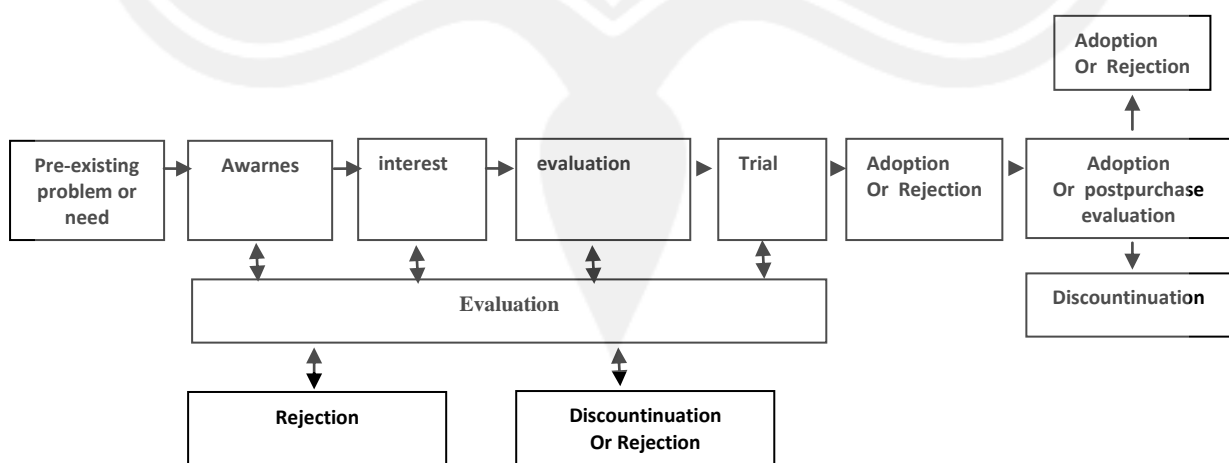 Adoption
Or Rejection
Pre-existing
problem or
need
Awarnes
interest
evaluation
Trial
Adoption
Or Rejection
Adoption
Or postpurchase
evaluation
Evaluation
Discountinuation
Rejection
Discountinuation
Or Rejection